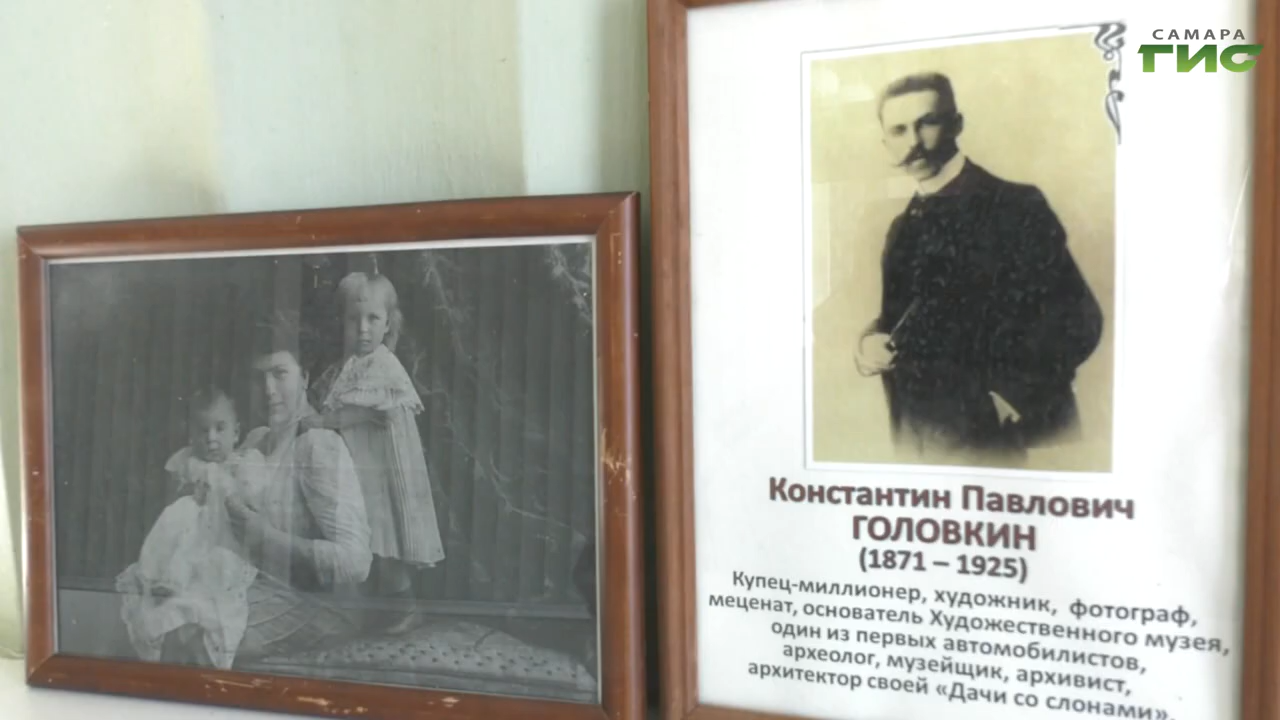 САМАРА
ГИС
Константин Павлович
ГОЛОВКИН
(1871 – 1925)
Купец-миллионер, художник, фотограф,
меценат, основатель Художественного музея,
один из первых автомобилистов,
археолог, музейщик, архивист,
архитектор своей «Дачи со слонами».